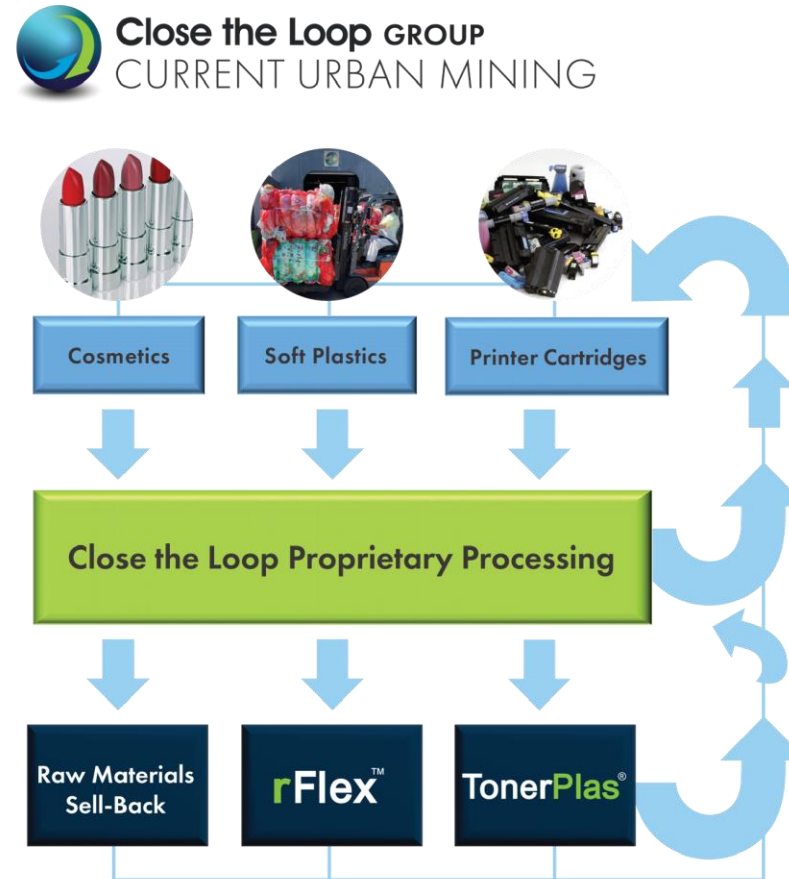 Close the Loop GROUP
CURRENT URBAN MINING
Cosmetics
Soft Plastics
Printer Cartridges
Close the Loop Proprietary Processing
Raw Materials
Sell-Back
rFlex™
TonerPlas®